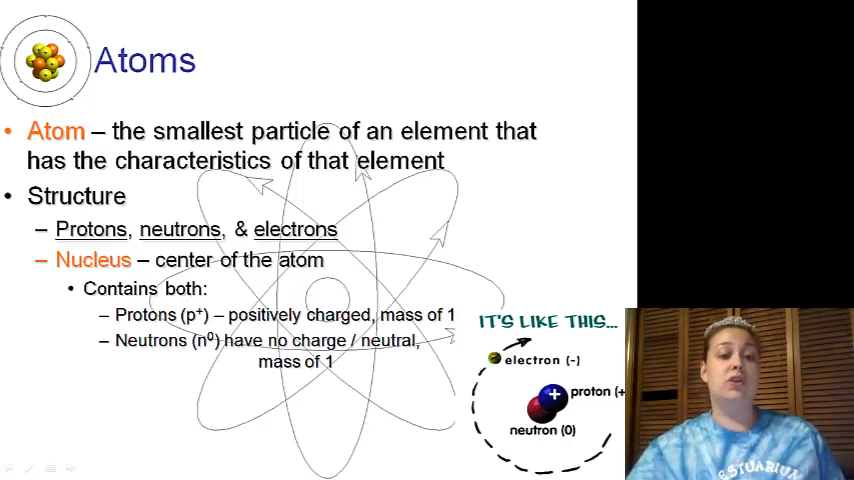 Atoms
• Atom – the smallest particle of an element that
has the characteristics of that element
• Structure
– Protons, neutrons, & electrons
– Nucleus – center of the atom
• Contains both:
– Protons (p+) – positively charged, mass of 1
– Neutrons (n0) have no charge / neutral,
mass of 1
IT'S LIKE THIS...
electron (-)
+
proton (+
neutron (0)
ESTUARIUM